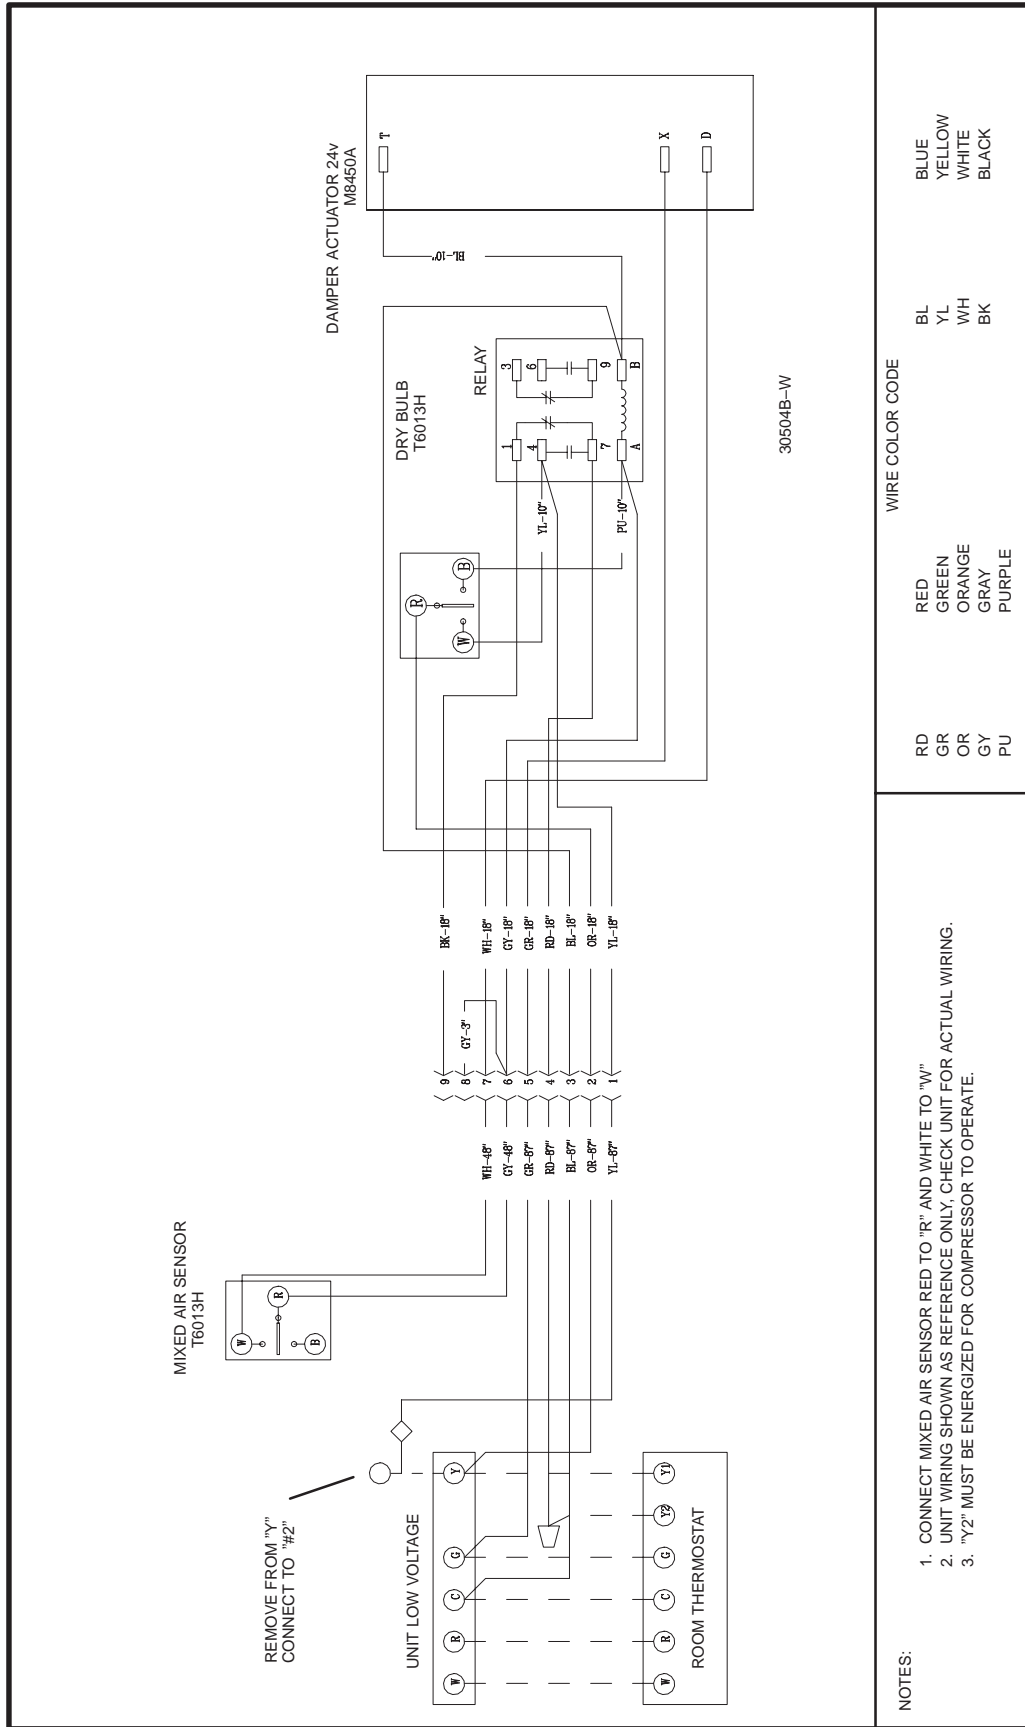 DAMPER ACTUATOR 24v
M8450A
T
X
D
BL-10"
DRY BULB
T6013H
RELAY
3
6
9
B
1
4
7
A
R
W
B
YL-10"
PU-10"
30504B-W
BK-18"
WH-18"
GY-18"
GR-18"
RD-18"
BL-18"
OR-18"
YL-18"
GY-3"
9
8
7
6
5
4
3
2
1
WH-48"
GY-48"
GR-87"
RD-87"
BL-87"
OR-87"
YL-87"
MIXED AIR SENSOR
T6013H
W
R
B
REMOVE FROM "Y"
CONNECT TO "#2"
UNIT LOW VOLTAGE
W
R
C
G
Y
ROOM THERMOSTAT
W
R
C
G
Y2
Y1
NOTES:
1. CONNECT MIXED AIR SENSOR RED TO "R" AND WHITE TO "W"
2. UNIT WIRING SHOWN AS REFERENCE ONLY, CHECK UNIT FOR ACTUAL WIRING.
3. "Y2" MUST BE ENERGIZED FOR COMPRESSOR TO OPERATE.
WIRE COLOR CODE
RD RED BL BLUE
GR GREEN YL YELLOW
OR ORANGE WH WHITE
GY GRAY BK BLACK
PU PURPLE